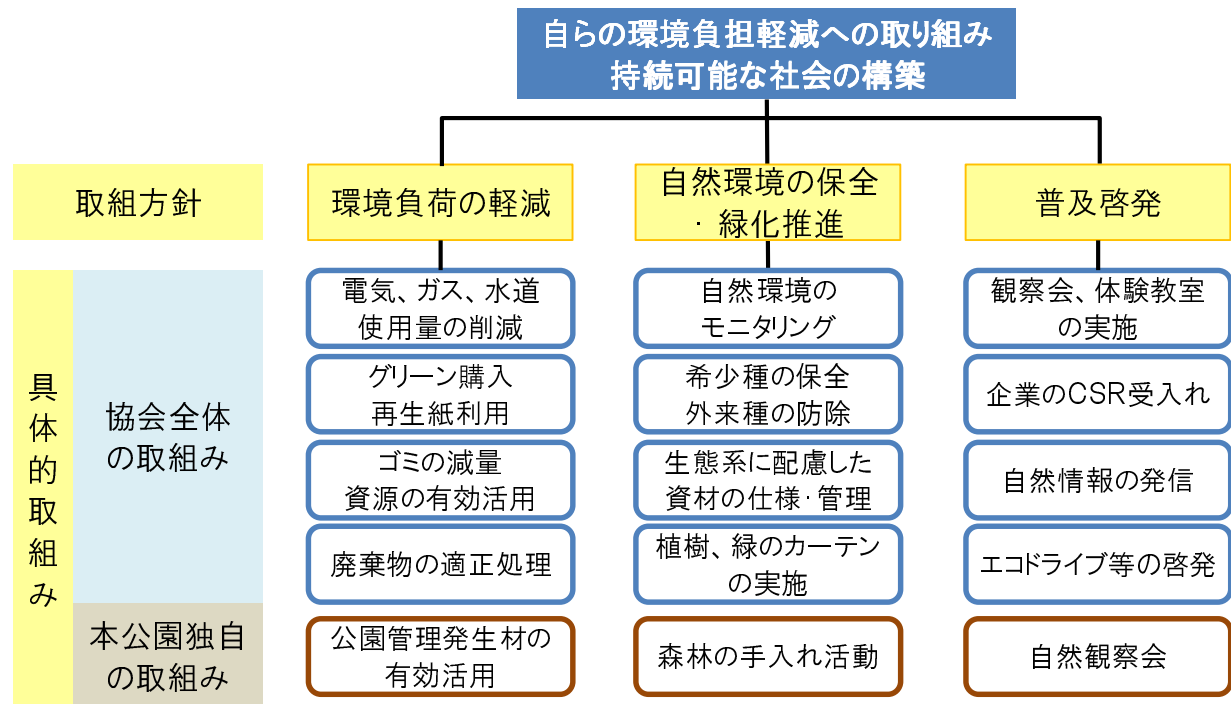 自らの環境負担軽減への取り組み
持続可能な社会の構築
取組方針
環境負荷の軽減
自然環境の保全
・緑化推進
普及啓発
具体的取組み
協会全体
の取組み
電気、ガス、水道
使用量の削減
自然環境の
モニタリング
観察会、体験教室
の実施
グリーン購入
再生紙利用
希少種の保全
外来種の防除
企業のCSR受入れ
ゴミの減量
資源の有効活用
生態系に配慮した
資材の仕様・管理
自然情報の発信
廃棄物の適正処理
植樹、緑のカーテン
の実施
エコドライブ等の啓発
本公園独自
の取組み
公園管理発生材の
有効活用
森林の手入れ活動
自然観察会